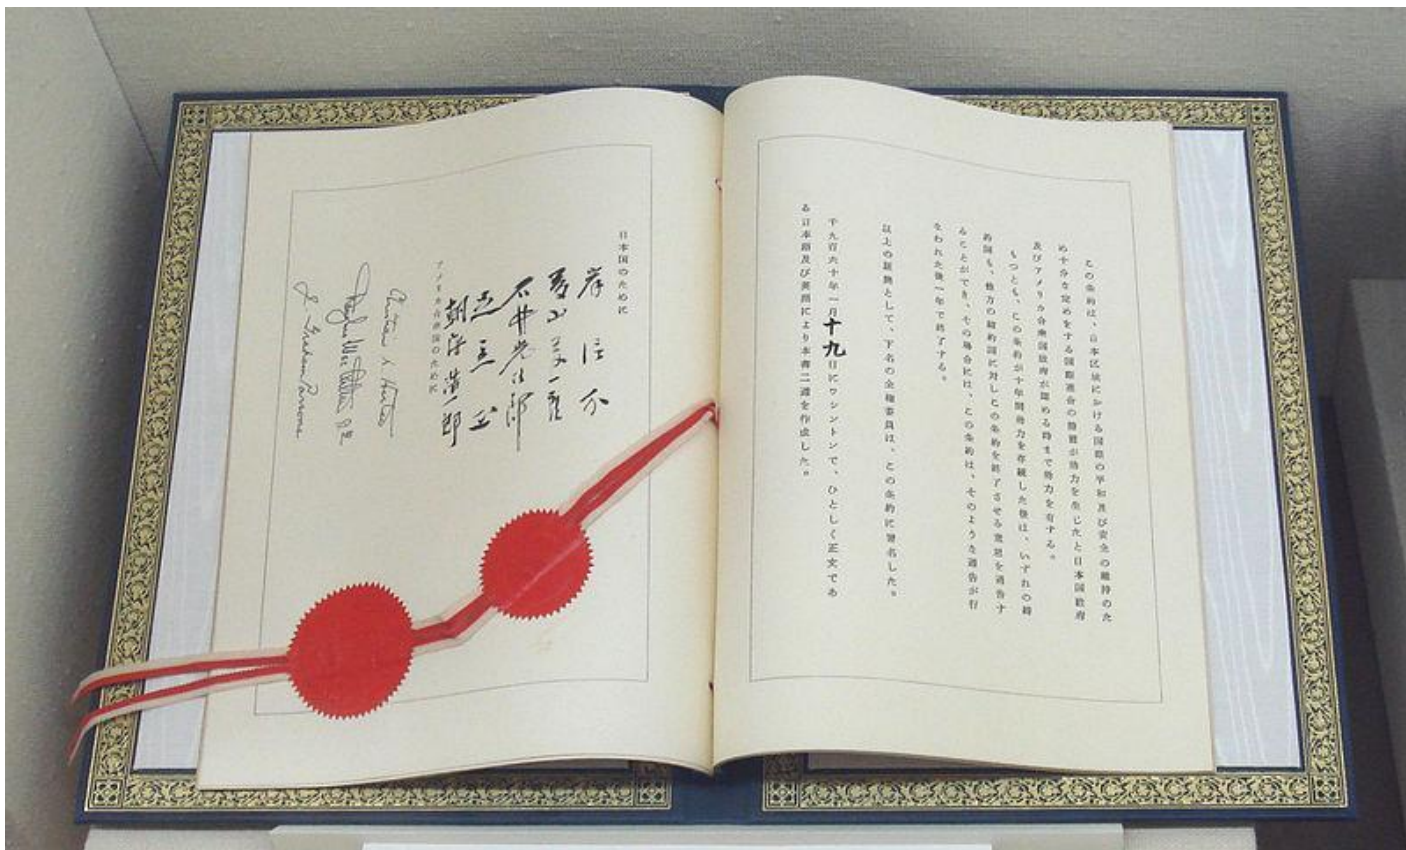 この条約は、日本区域における国際の平和及び安全の維持のた
め十分な定めをする国際連合の措置が効力を生じたと日本国政府
及びアメリカ合衆国政府が認める時まで効力を有する。
もつとも、この条約が十年間効力を存続した後は、いずれの締
約国も、他方の締約国に対しこの条約を終了させる意思を通告す
ることができ、その場合には、この条約は、そのような通告が行
なわれた後一年で終了する。
以上の証拠として、下名の全権委員は、この条約に署名した。
千九百六十年一月十九日にワシントンで、ひとしく正文であ
る日本語及び英語により本書二通を作成した。
日本国のために
岸信介
藤山愛一郎
石井光次郎
足立正
朝海浩一郎
アメリカ合衆国のために
Christian A. Herter
Douglas MacArthur 2nd
J. Graham Parsons